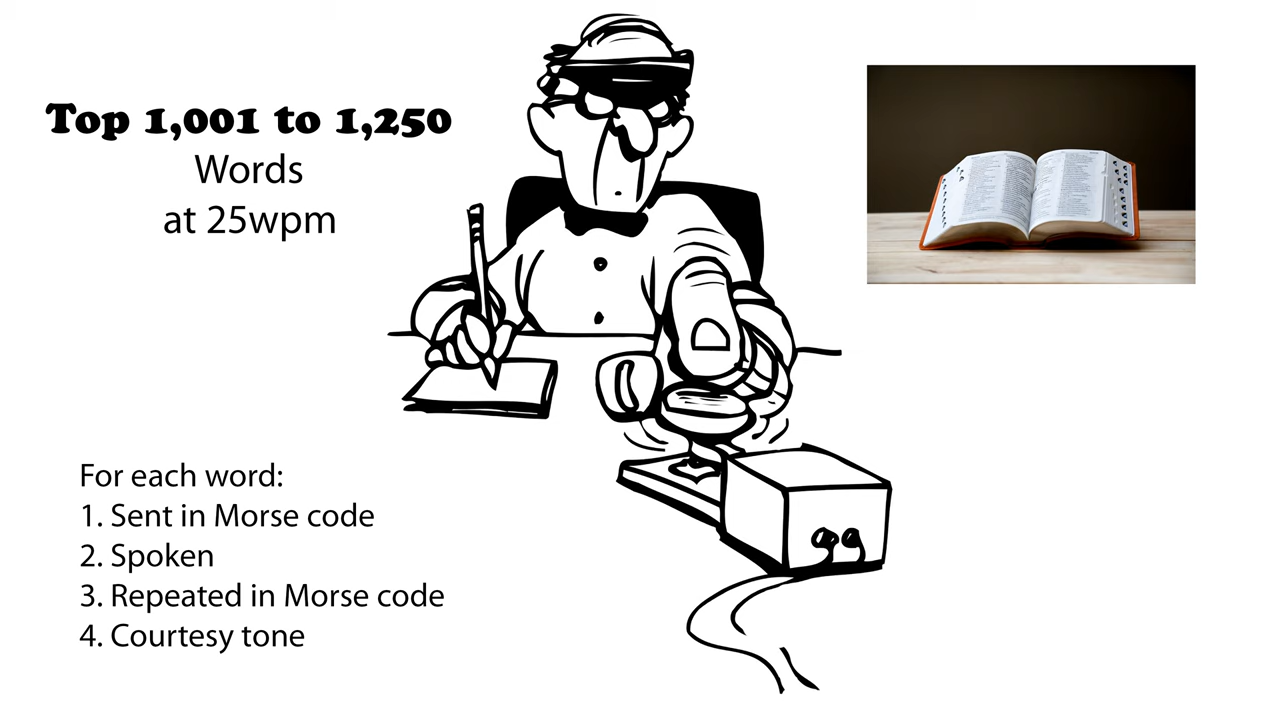 Top 1,001 to 1,250
Words
at 25wpm
For each word:
1. Sent in Morse code
2. Spoken
3. Repeated in Morse code
4. Courtesy tone